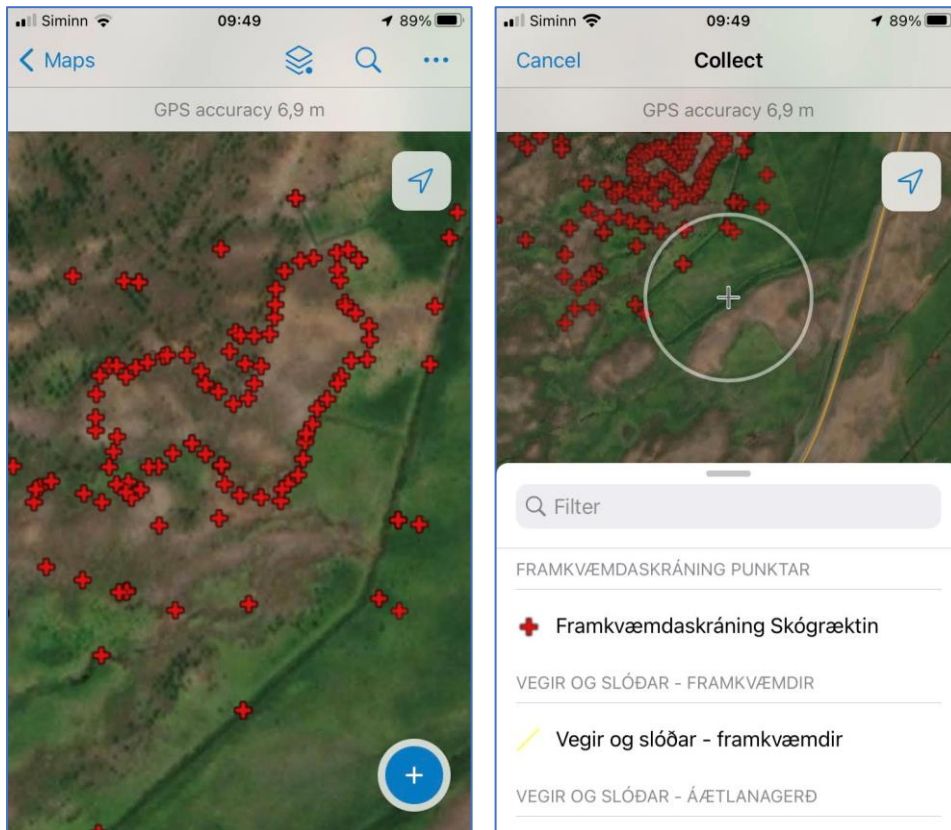 Siminn 09:49 89%
Maps
GPS accuracy 6,9 m
Siminn 09:49 89%
Cancel Collect
GPS accuracy 6,9 m
Filter
FRAMKVÆMDASKRÁNING PUNKTAR
Framkvæmdaskráning Skógræktin
VEGIR OG SLÓÐAR - FRAMKVÆMDIR
Vegir og slóðar - framkvæmdir
VEGIR OG SLÓÐAR - ÁÆTLANAGERÐ